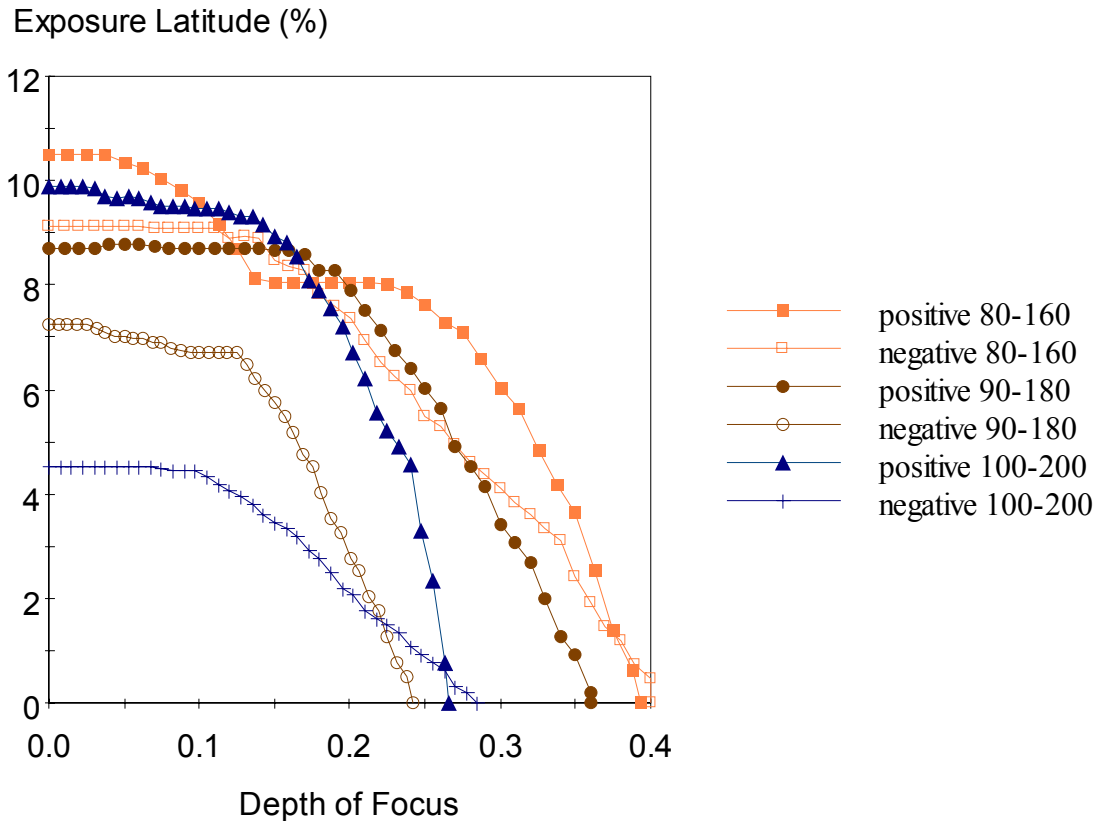 Exposure Latitude (%)
12
10
8
6
4
2
0
0.0 0.1 0.2 0.3 0.4
Depth of Focus
positive 80-160
negative 80-160
positive 90-180
negative 90-180
positive 100-200
negative 100-200